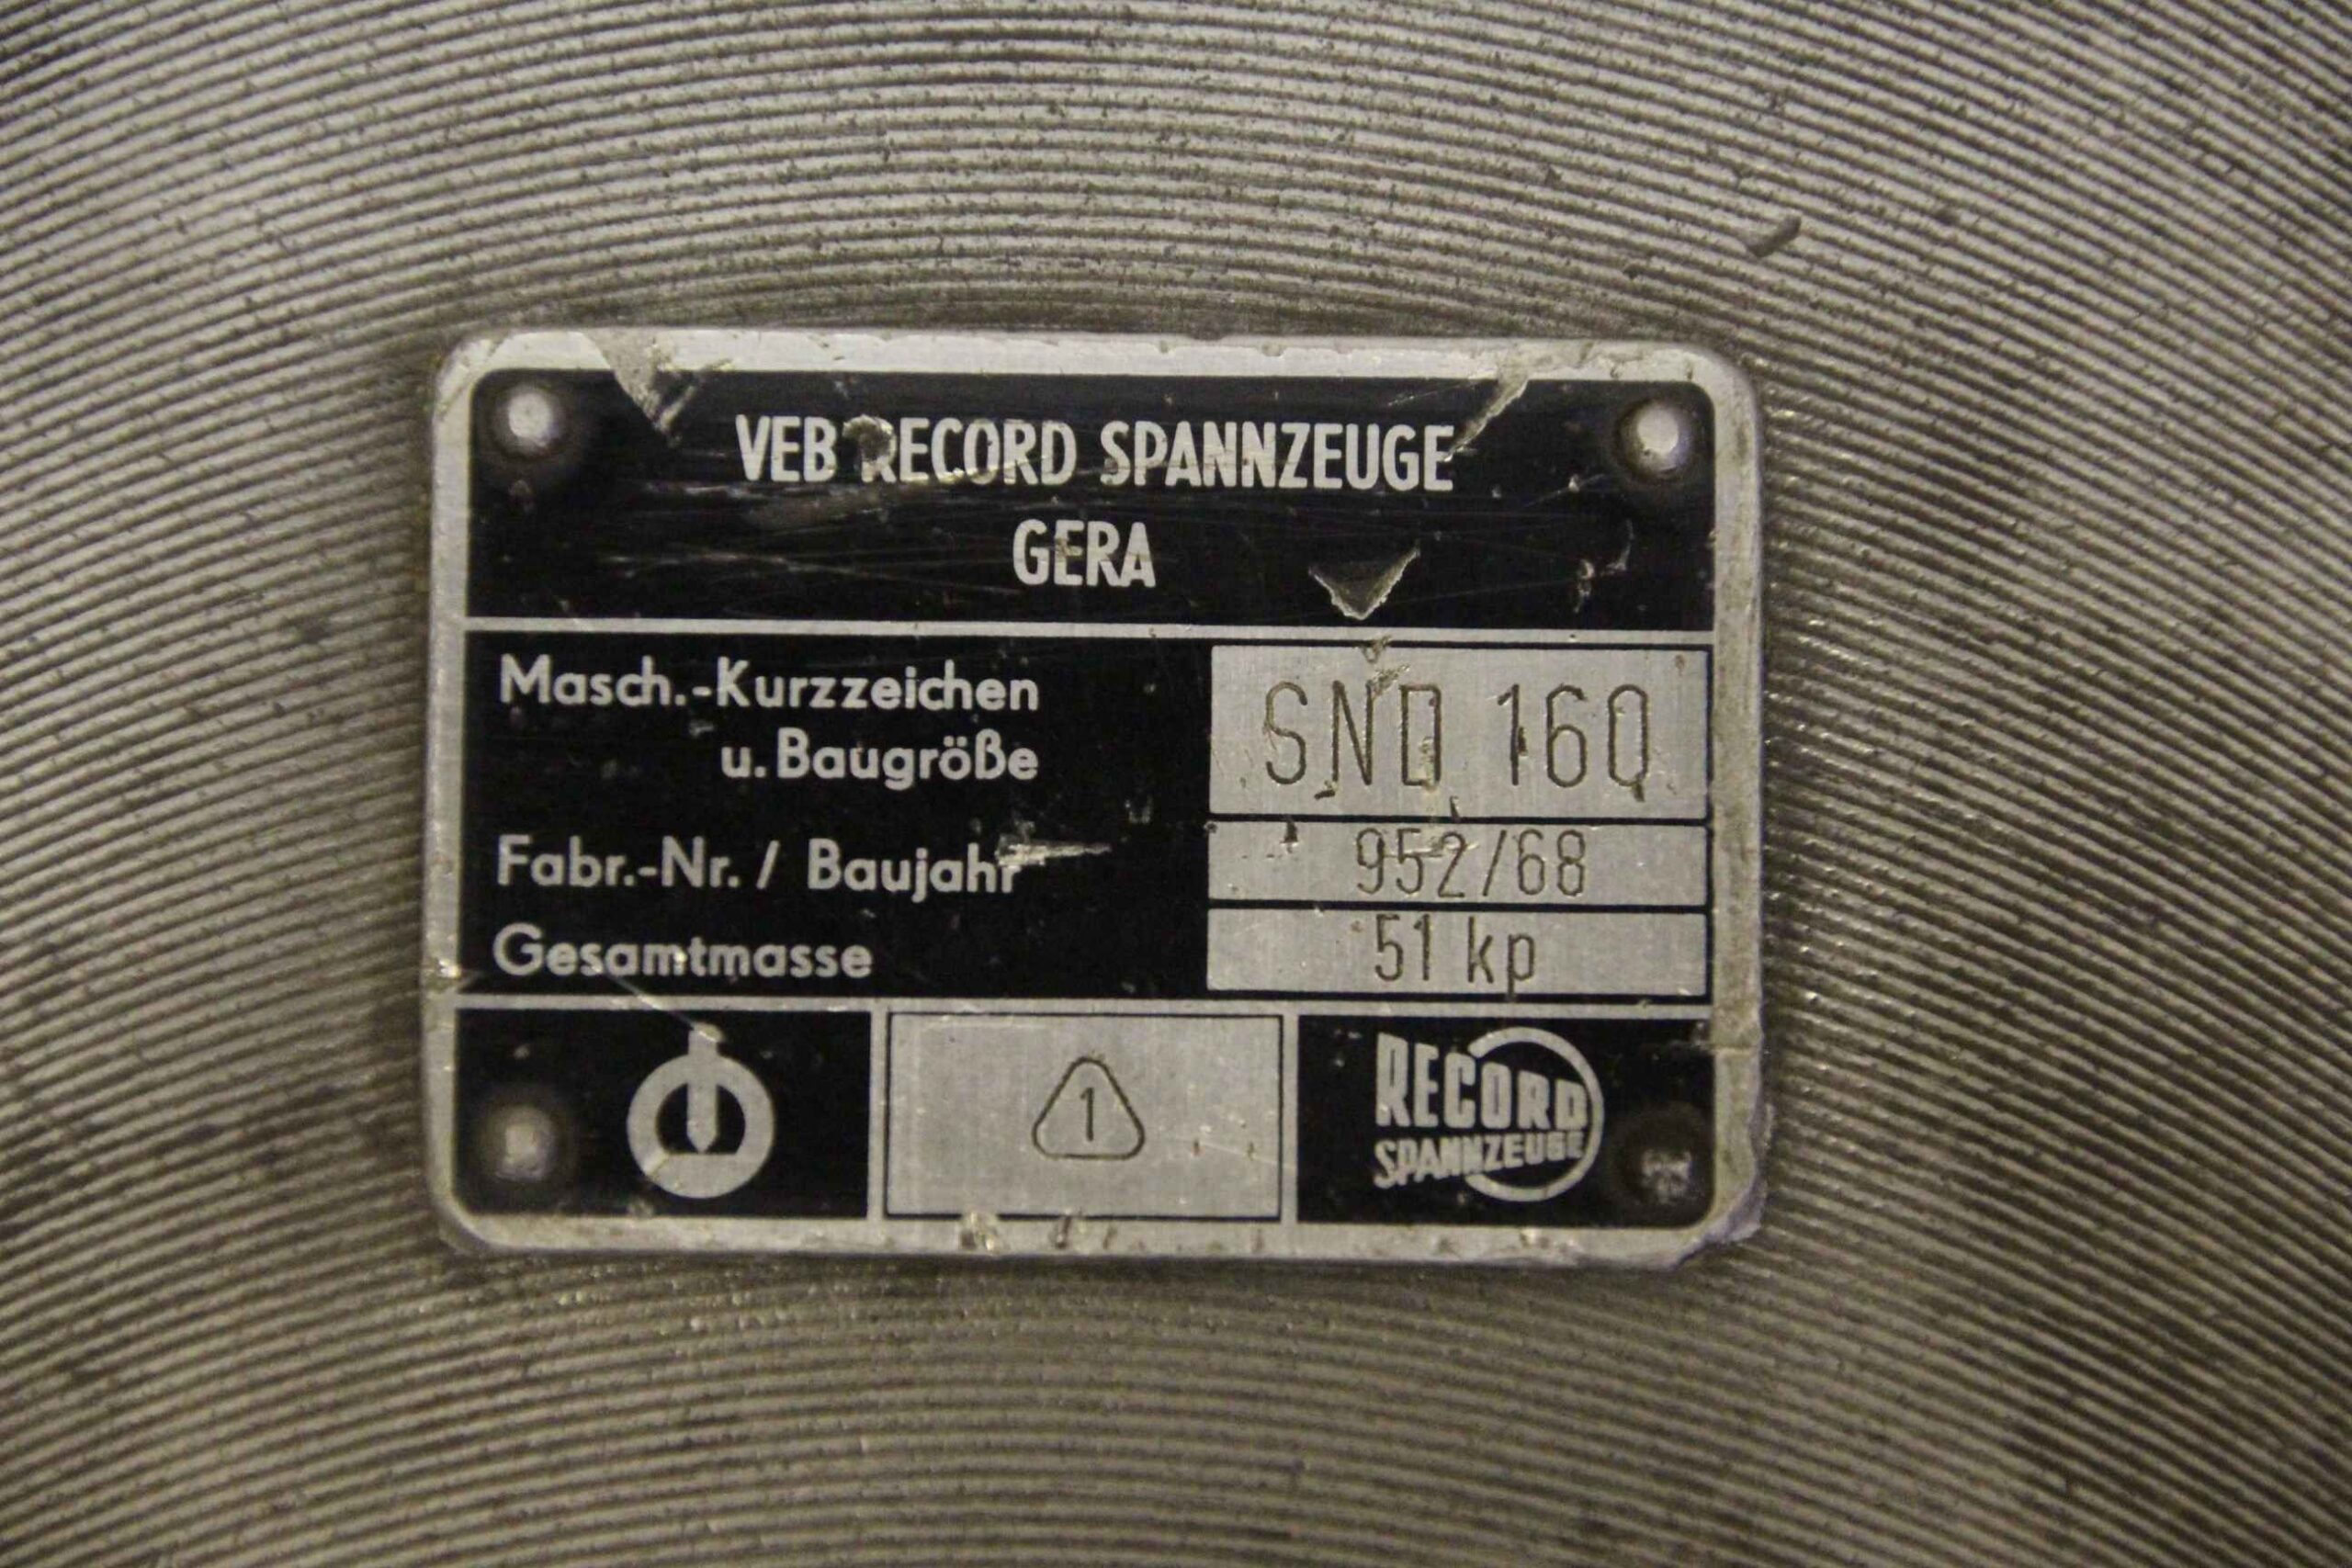 VEB RECORD SPANNZEUGE
GERA
Masch.-Kurzzeichen
u. Baugröße
SND 160
Fabr.-Nr. / Baujahr
952/68
Gesamtmasse
51 kp
1
RECORD
SPANNZEUGE